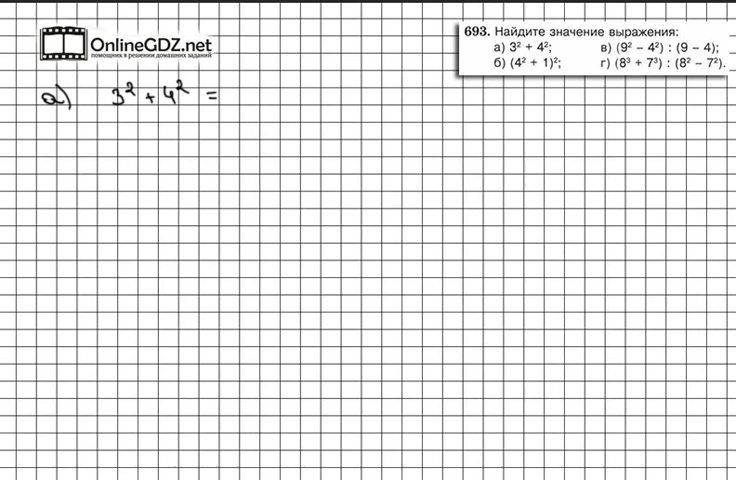 OnlineGDZ.net
помощник в решении домашних заданий
693. Найдите значение выражения:
а) 3² + 4²; в) (9² – 4²) : (9 – 4);
б) (4² + 1)²; г) (8³ + 7³) : (8² – 7²).
а) 3² + 4² =